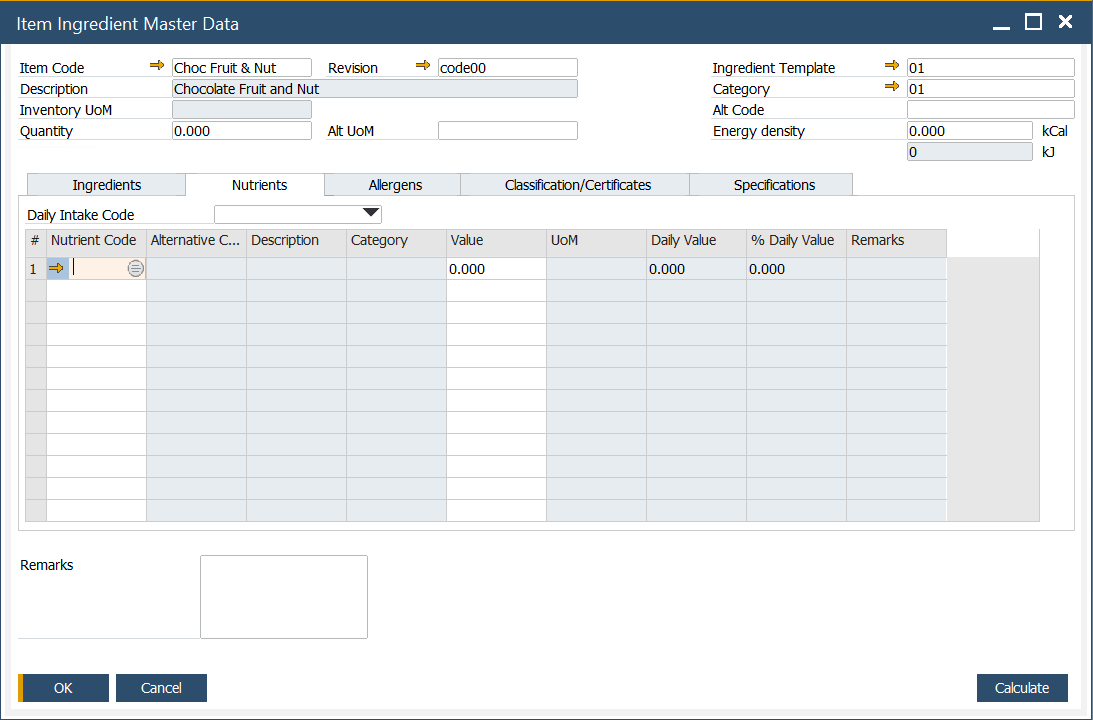 Item Ingredient Master Data
Item Code Choc Fruit & Nut Revision code00 Ingredient Template 01
Description Chocolate Fruit and Nut Category 01
Inventory UoM Alt Code
Quantity 0.000 Alt UoM Energy density 0.000 kCal
0 kJ
Ingredients Nutrients Allergens Classification/Certificates Specifications
Daily Intake Code
# Nutrient Code Alternative C... Description Category Value UoM Daily Value % Daily Value Remarks
1 0.000 0.000 0.000
Remarks
OK Cancel Calculate